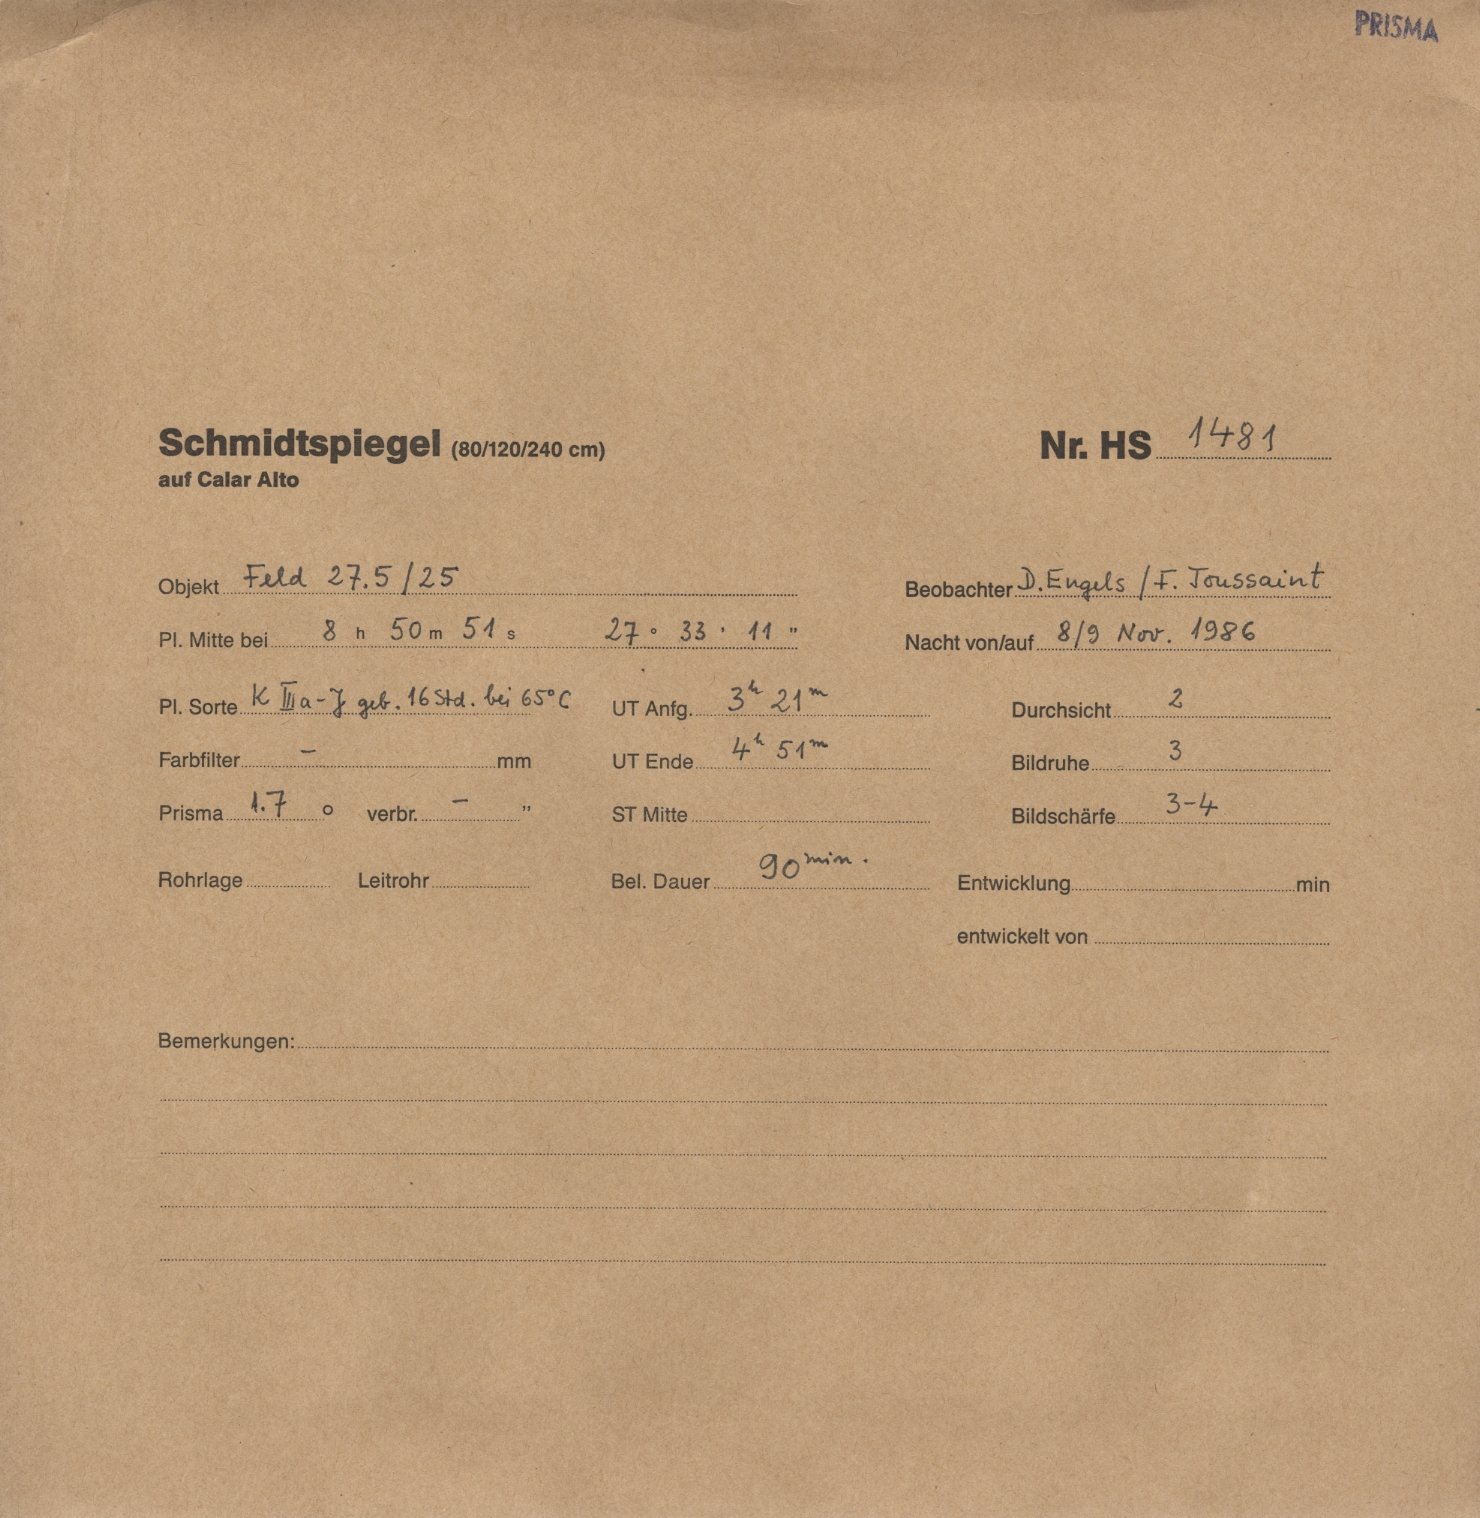 PRISMA
Schmidtspiegel (80/120/240 cm) Nr. HS 1481
auf Calar Alto
Objekt Feld 27.5/25 Beobachter D. Engels / F. Toussaint
Pl. Mitte bei 8 h 50 m 51 s 27 ° 33 ' 11 " Nacht von/auf 8/9 Nov. 1986
Pl. Sorte K IIIa-J geb. 16 Std. bei 65°C UT Anfg. 3h 21m Durchsicht 2
Farbfilter – mm UT Ende 4h 51m Bildruhe 3
Prisma 1.7 ° verbr. – " ST Mitte Bildschärfe 3-4
Rohrlage Leitrohr Bel. Dauer 90 min. Entwicklung min
entwickelt von
Bemerkungen: